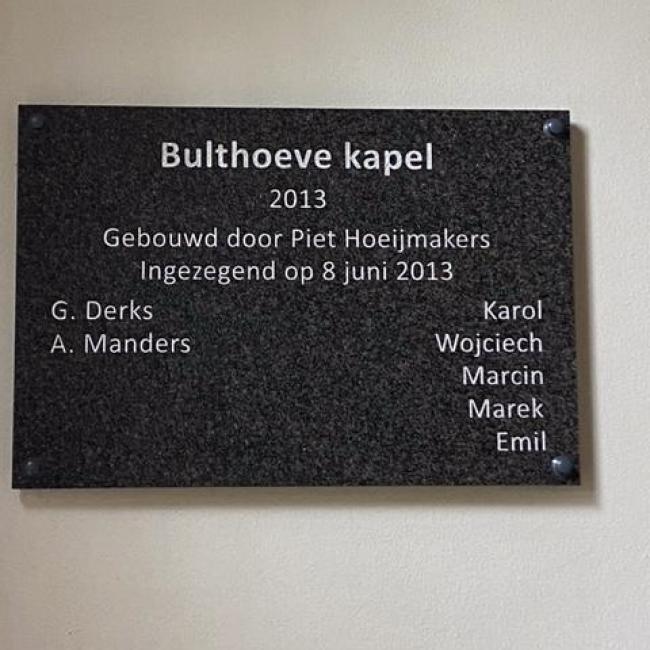 Bulthoeve kapel
2013
Gebouwd door Piet Hoeijmakers
Ingezegend op 8 juni 2013
G. Derks Karol
A. Manders Wojciech
Marcin
Marek
Emil